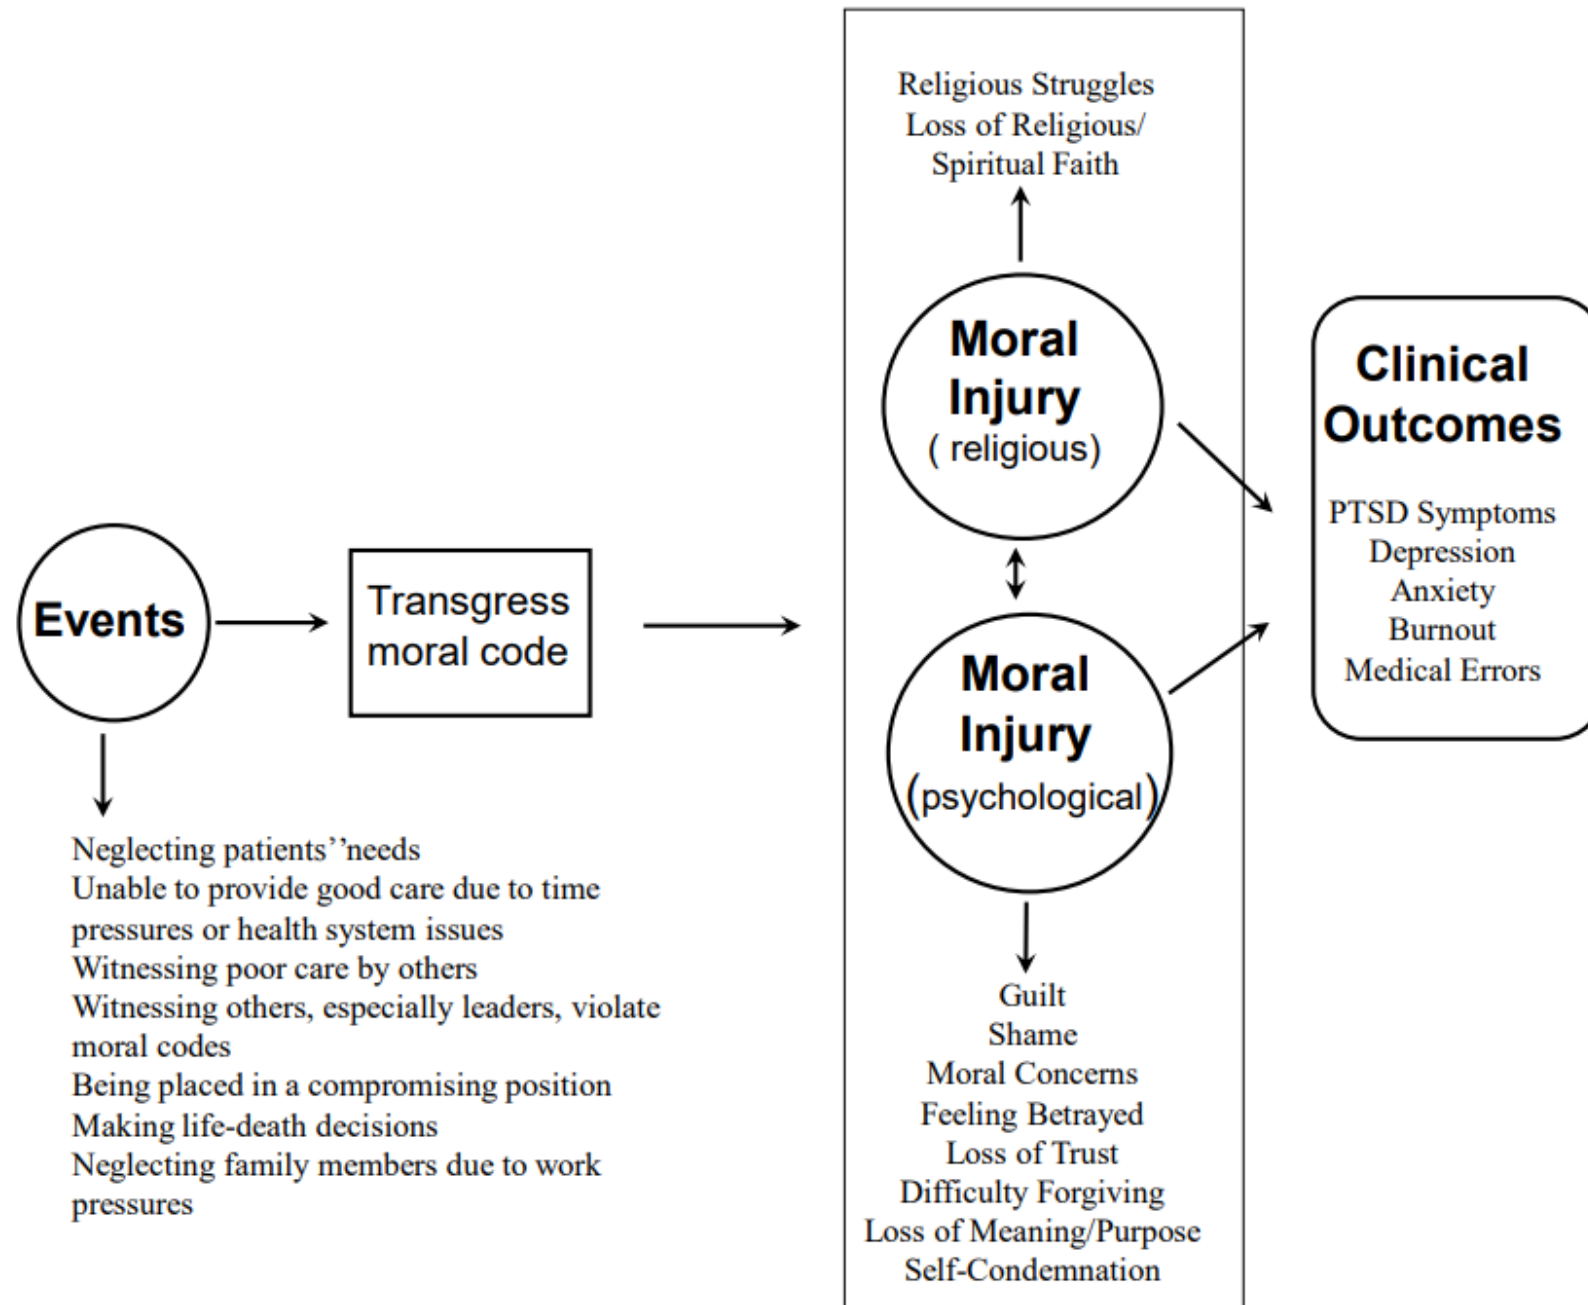 Events
Neglecting patients’’needs
Unable to provide good care due to time
pressures or health system issues
Witnessing poor care by others
Witnessing others, especially leaders, violate
moral codes
Being placed in a compromising position
Making life-death decisions
Neglecting family members due to work
pressures
Transgress
moral code
Religious Struggles
Loss of Religious/
Spiritual Faith
Moral
Injury
( religious)
Moral
Injury
(psychological)
Guilt
Shame
Moral Concerns
Feeling Betrayed
Loss of Trust
Difficulty Forgiving
Loss of Meaning/Purpose
Self-Condemnation
Clinical
Outcomes
PTSD Symptoms
Depression
Anxiety
Burnout
Medical Errors